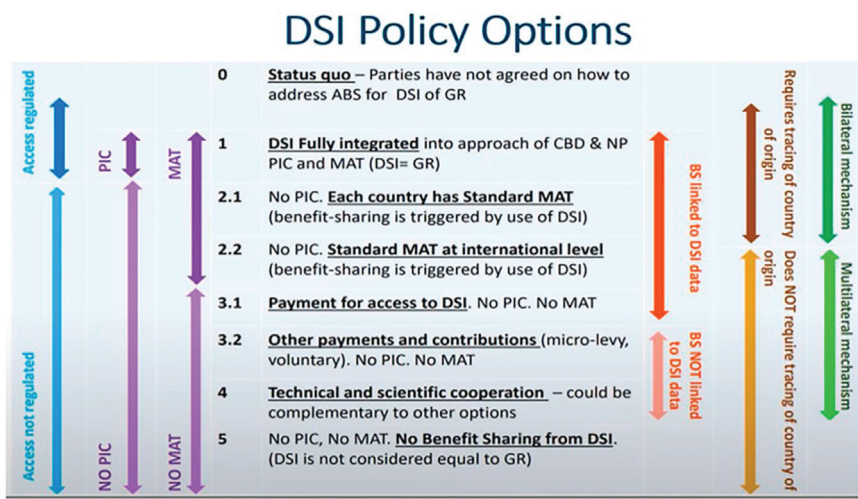 DSI Policy Options
Access regulated
Access not regulated
PIC
NO PIC
MAT
NO MAT
0 Status quo – Parties have not agreed on how to
address ABS for DSI of GR
1 DSI Fully integrated into approach of CBD & NP
PIC and MAT (DSI= GR)
2.1 No PIC. Each country has Standard MAT
(benefit-sharing is triggered by use of DSI)
2.2 No PIC. Standard MAT at international level
(benefit-sharing is triggered by use of DSI)
3.1 Payment for access to DSI. No PIC. No MAT
3.2 Other payments and contributions (micro-levy,
voluntary). No PIC. No MAT
4 Technical and scientific cooperation – could be
complementary to other options
5 No PIC, No MAT. No Benefit Sharing from DSI.
(DSI is not considered equal to GR)
BS linked to DSI data
BS NOT linked
to DSI data
Requires tracing of country
of origin
Does NOT require tracing of country of
origin
Bilateral mechanism
Multilateral mechanism